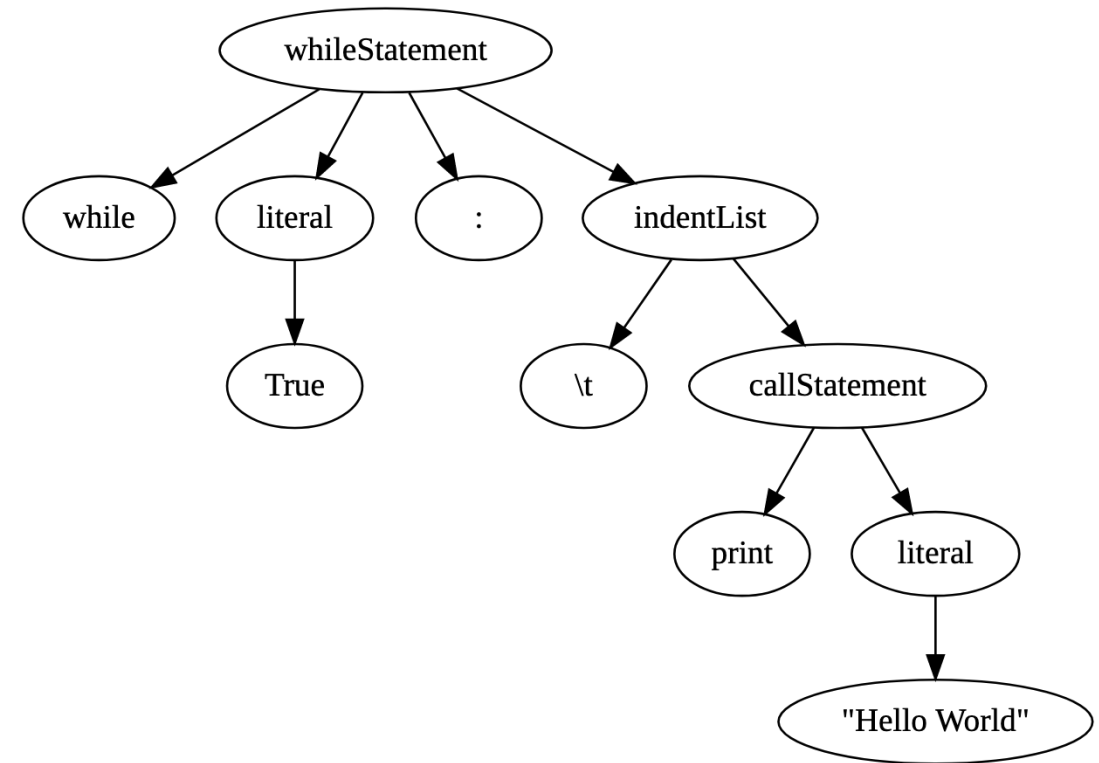 whileStatement
while literal : indentList
True \t callStatement
print literal
"Hello World"